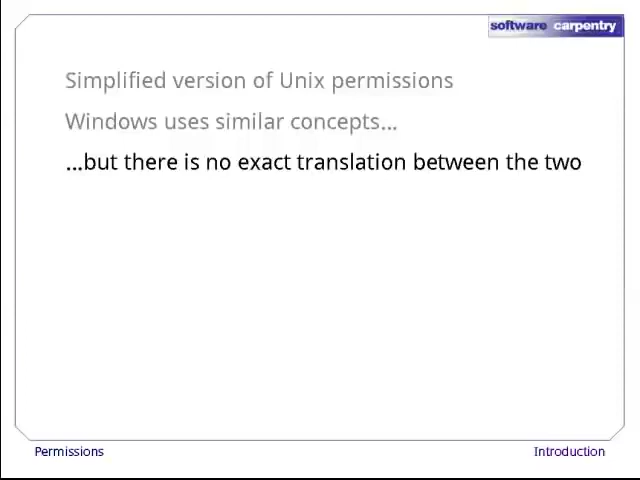 software carpentry
Simplified version of Unix permissions
Windows uses similar concepts...
...but there is no exact translation between the two
Permissions
Introduction